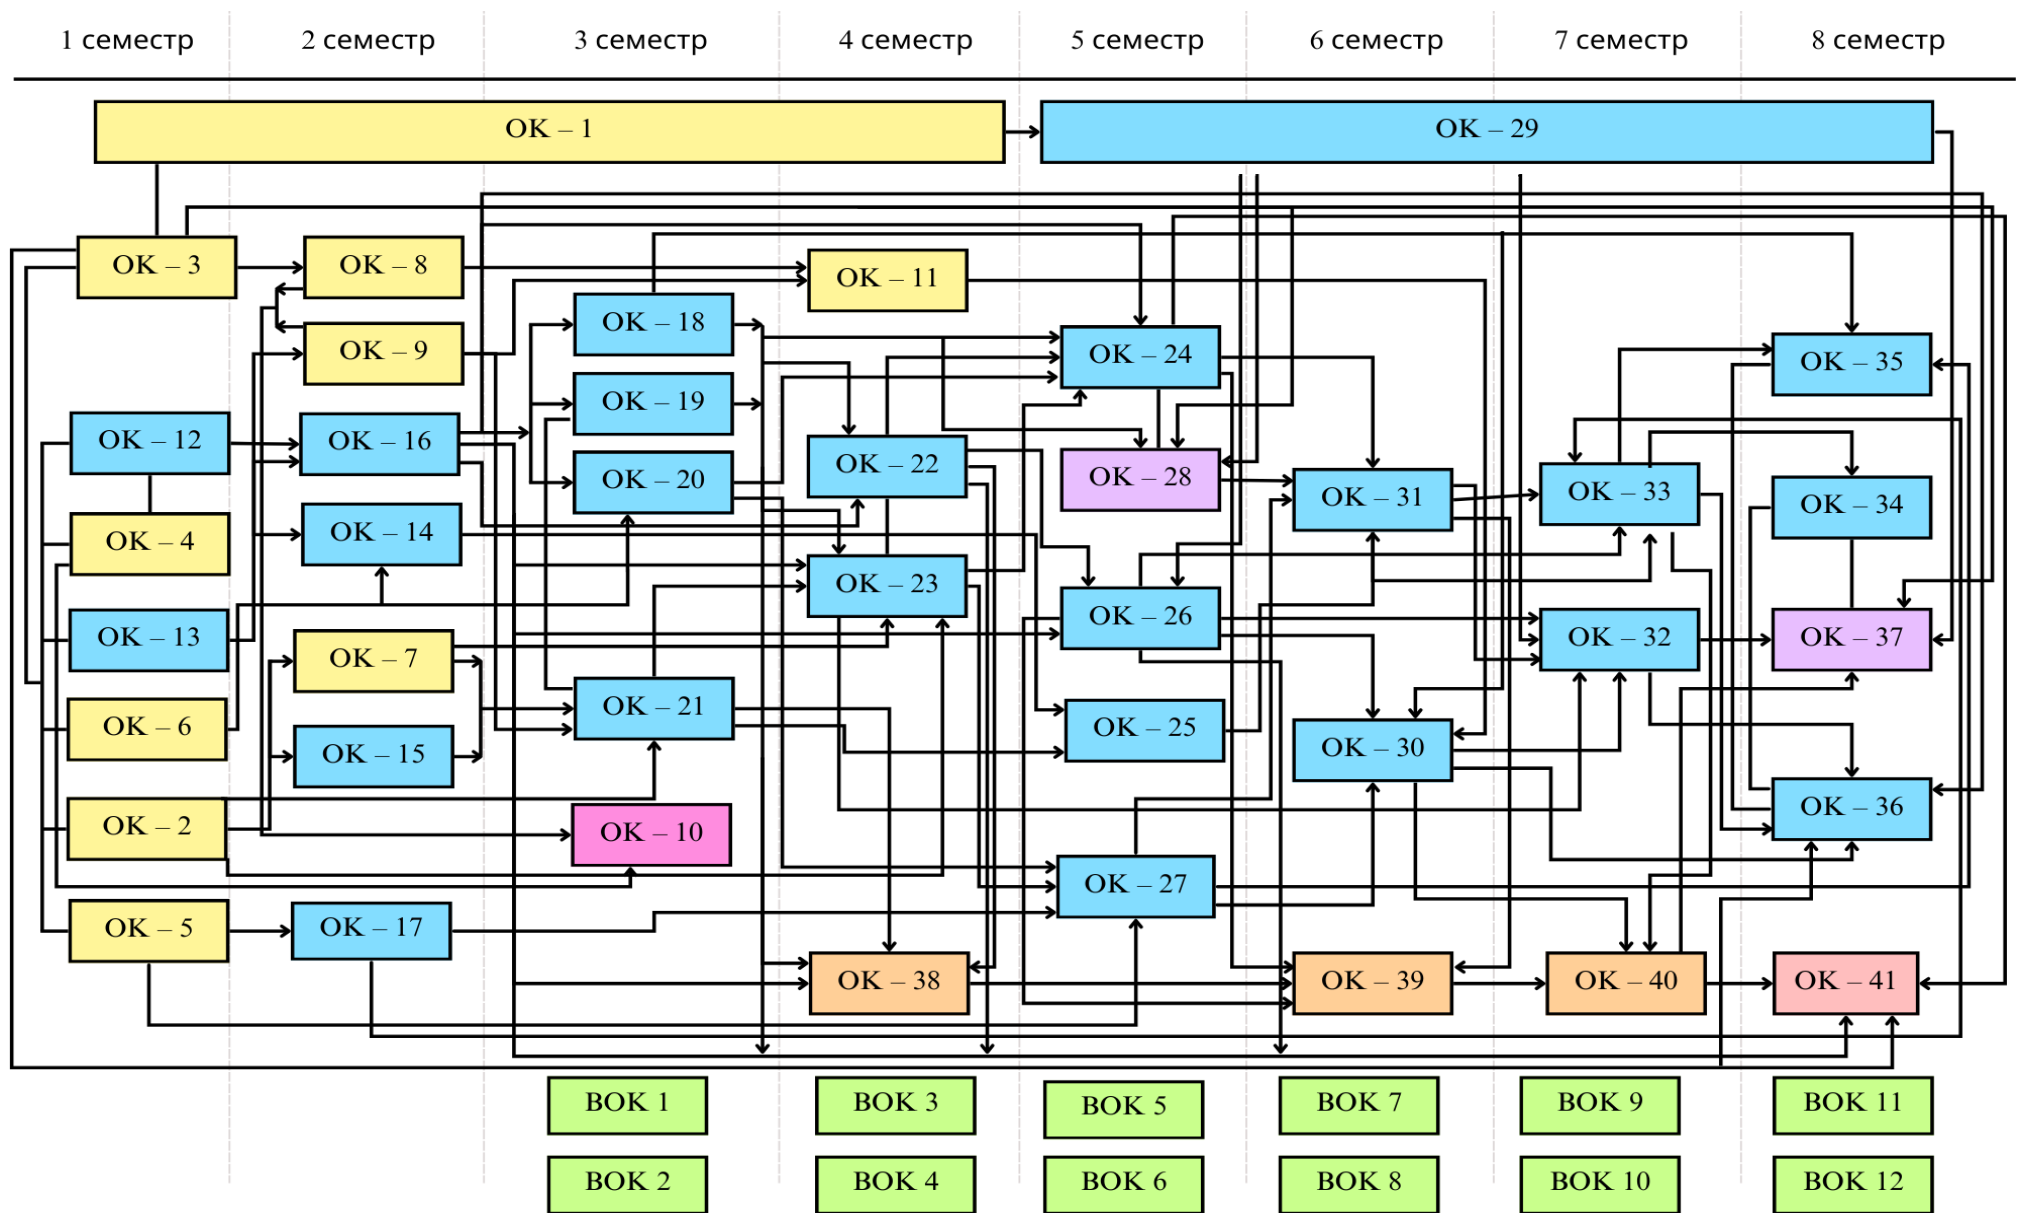 1 семестр
2 семестр
3 семестр
4 семестр
5 семестр
6 семестр
7 семестр
8 семестр
ОК – 1
ОК – 29
ОК – 3
ОК – 8
ОК – 11
ОК – 18
ОК – 9
ОК – 24
ОК – 35
ОК – 19
ОК – 12
ОК – 16
ОК – 22
ОК – 20
ОК – 28
ОК – 31
ОК – 33
ОК – 34
ОК – 4
ОК – 14
ОК – 23
ОК – 26
ОК – 13
ОК – 32
ОК – 37
ОК – 7
ОК – 6
ОК – 21
ОК – 25
ОК – 15
ОК – 30
ОК – 2
ОК – 10
ОК – 36
ОК – 27
ОК – 5
ОК – 17
ОК – 38
ОК – 39
ОК – 40
ОК – 41
ВОК 1
ВОК 3
ВОК 5
ВОК 7
ВОК 9
ВОК 11
ВОК 2
ВОК 4
ВОК 6
ВОК 8
ВОК 10
ВОК 12